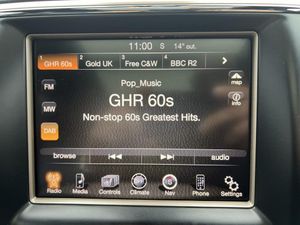 11:00 S 14° out.
1 GHR 60s 2 Gold UK 3 Free C&W 4 BBC R2
FM
MW
DAB
Pop_Music
GHR 60s
Non-stop 60s Greatest Hits.
map
info
browse audio
Radio Media Controls Climate Nav Phone Settings